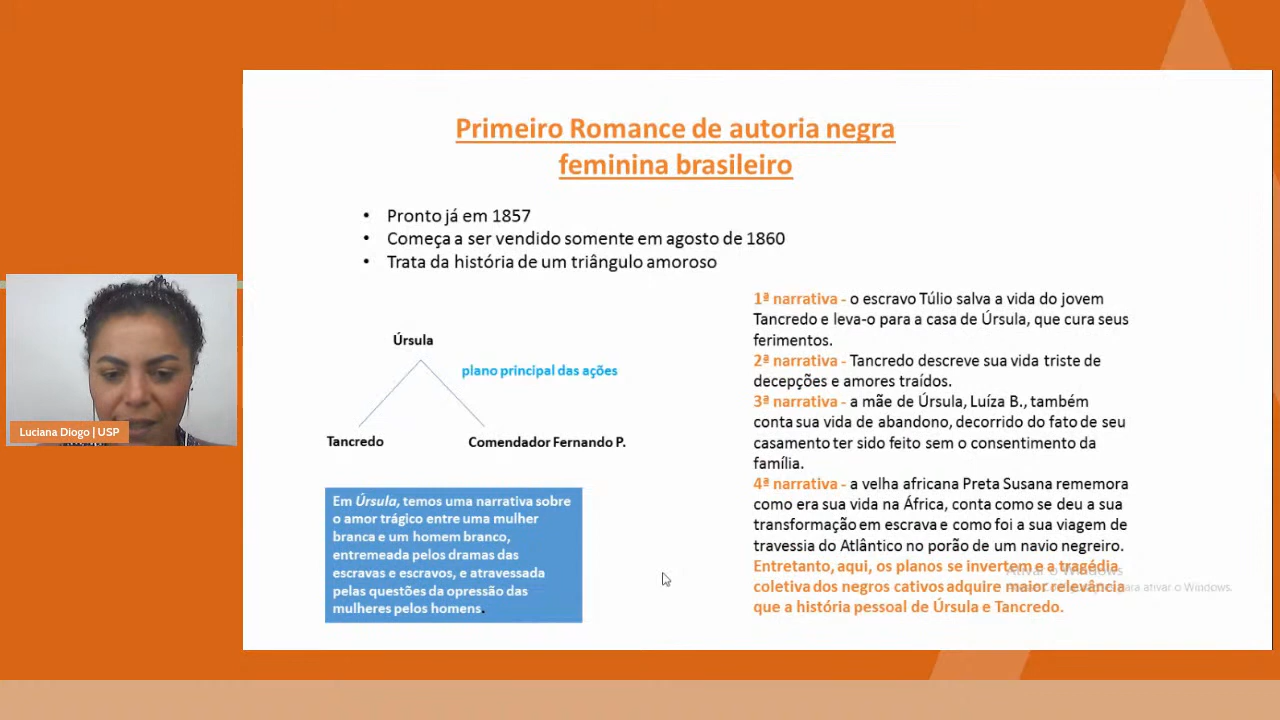 Primeiro Romance de autoria negra
feminina brasileiro
• Pronto já em 1857
• Começa a ser vendido somente em agosto de 1860
• Trata da história de um triângulo amoroso
Úrsula
plano principal das ações
Tancredo
Comendador Fernando P.
Em Úrsula, temos uma narrativa sobre
o amor trágico entre uma mulher
branca e um homem branco,
entremeada pelos dramas das
escravas e escravos, e atravessada
pelas questões da opressão das
mulheres pelos homens.
1ª narrativa - o escravo Túlio salva a vida do jovem
Tancredo e leva-o para a casa de Úrsula, que cura seus
ferimentos.
2ª narrativa - Tancredo descreve sua vida triste de
decepções e amores traídos.
3ª narrativa - a mãe de Úrsula, Luíza B., também
conta sua vida de abandono, decorrido do fato de seu
casamento ter sido feito sem o consentimento da
família.
4ª narrativa - a velha africana Preta Susana rememora
como era sua vida na África, conta como se deu a sua
transformação em escrava e como foi a sua viagem de
travessia do Atlântico no porão de um navio negreiro.
Entretanto, aqui, os planos se invertem e a tragédia
coletiva dos negros cativos adquire maior relevância
que a história pessoal de Úrsula e Tancredo.
Ativar o Windows
para ativar o Windows.
Luciana Diogo | USP